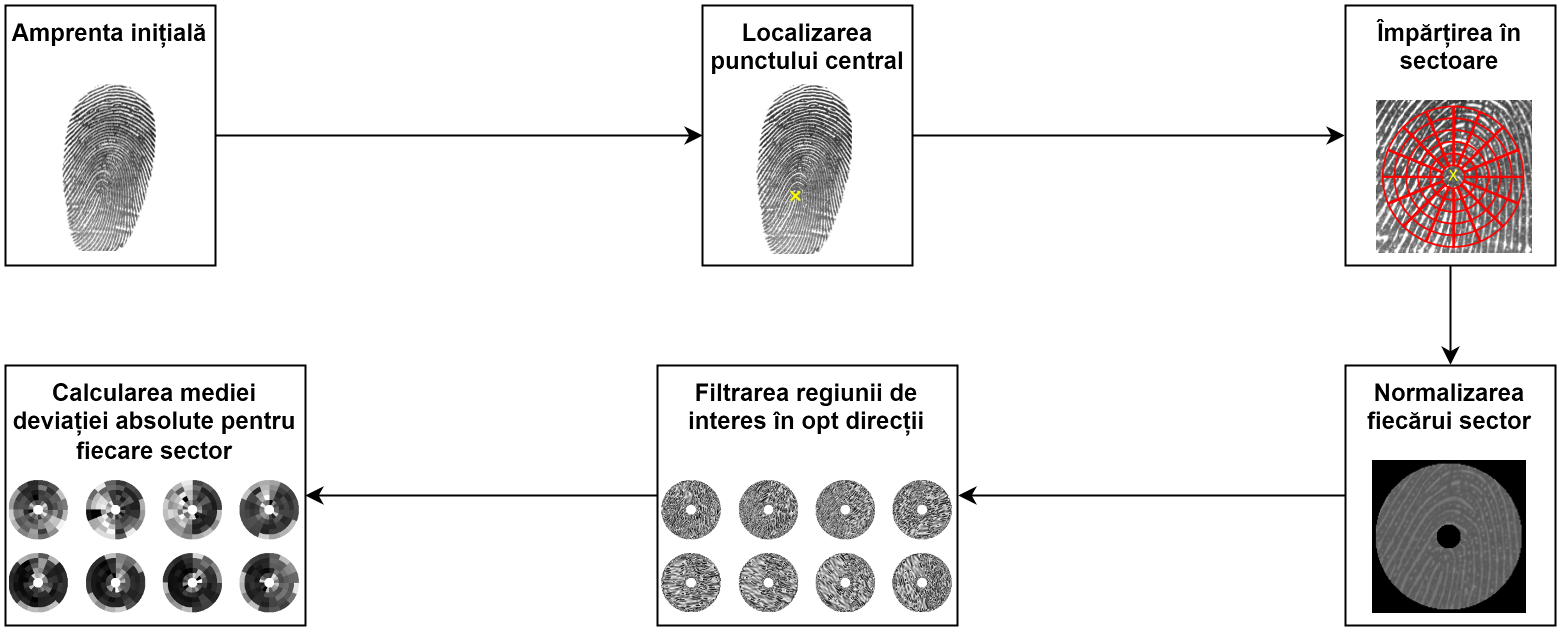 Amprenta inițială
Localizarea
punctului central
Împărțirea în
sectoare
Normalizarea
fiecărui sector
Filtrarea regiunii de
interes în opt direcții
Calcularea mediei
deviației absolute pentru
fiecare sector